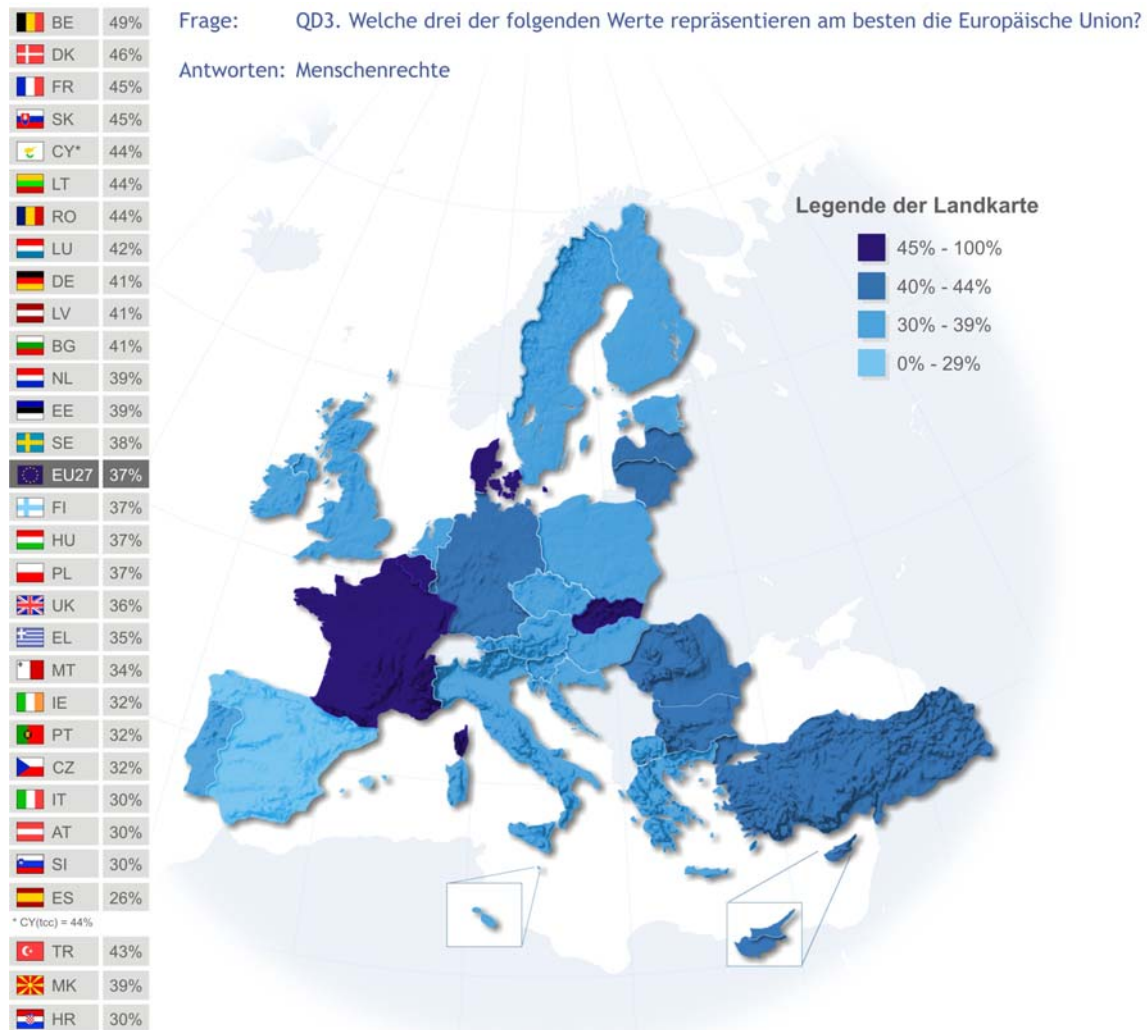 Frage: QD3. Welche drei der folgenden Werte repräsentieren am besten die Europäische Union?
Antworten: Menschenrechte
BE 49%
DK 46%
FR 45%
SK 45%
CY* 44%
LT 44%
RO 44%
LU 42%
DE 41%
LV 41%
BG 41%
NL 39%
EE 39%
SE 38%
EU27 37%
FI 37%
HU 37%
PL 37%
UK 36%
EL 35%
MT 34%
IE 32%
PT 32%
CZ 32%
IT 30%
AT 30%
SI 30%
ES 26%
* CY(tcc) = 44%
TR 43%
MK 39%
HR 30%
Legende der Landkarte
45% - 100%
40% - 44%
30% - 39%
0% - 29%